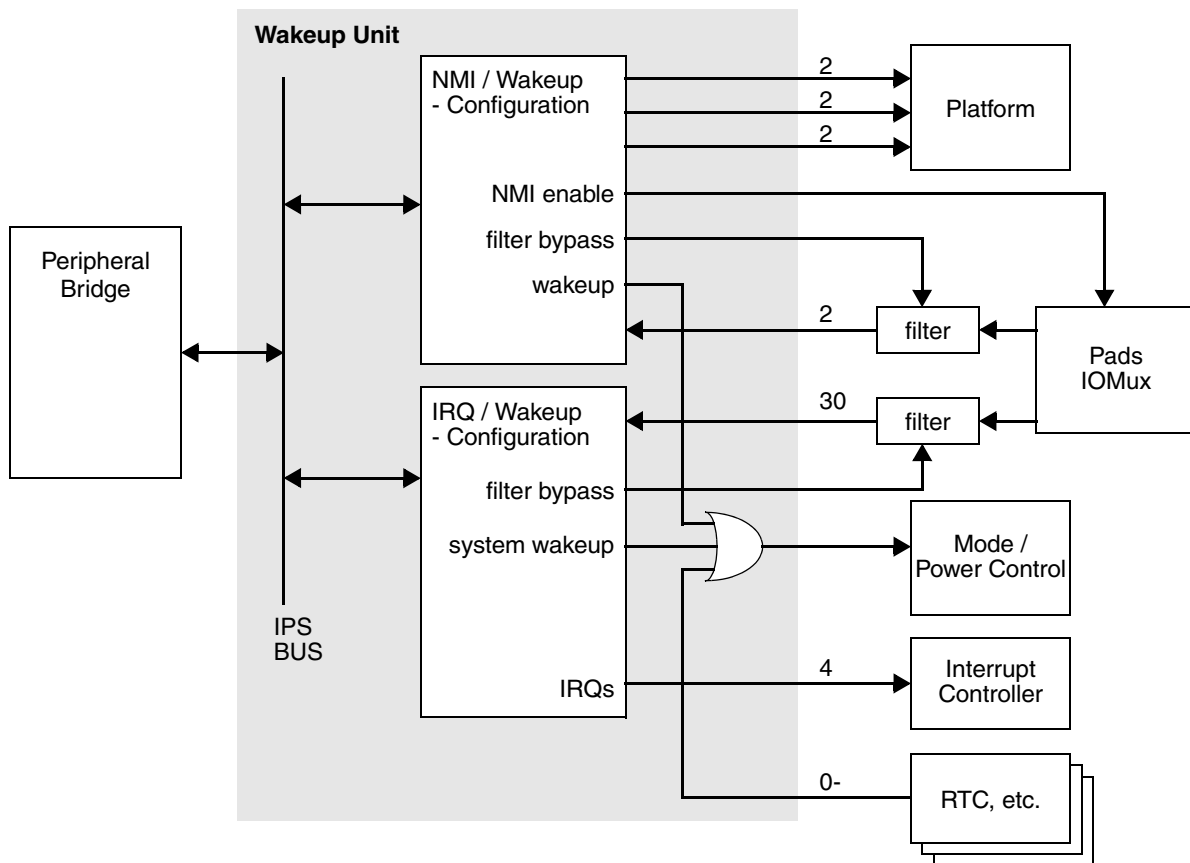 Wakeup Unit
NMI / Wakeup
- Configuration
2
2
2
Platform
NMI enable
filter bypass
wakeup
Peripheral
Bridge
2
filter
Pads
IOMux
IRQ / Wakeup
- Configuration
30
filter
filter bypass
system wakeup
Mode /
Power Control
IPS
BUS
IRQs
4
Interrupt
Controller
0-
RTC, etc.